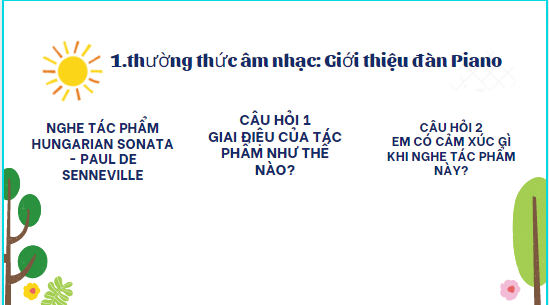 1.thường thức âm nhạc: Giới thiệu đàn Piano
NGHE TÁC PHẨM
HUNGARIAN SONATA
- PAUL DE
SENNEVILLE
CÂU HỎI 1
GIAI ĐIỆU CỦA TÁC
PHẨM NHƯ THẾ
NÀO?
CÂU HỎI 2
EM CÓ CẢM XÚC GÌ
KHI NGHE TÁC PHẨM
NÀY?